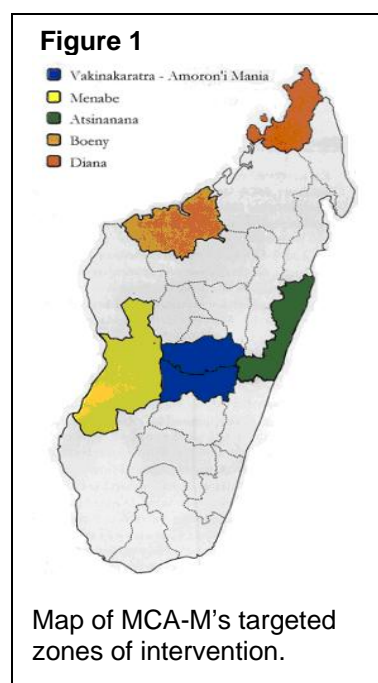 Figure 1
Vakinakaratra - Amoron'i Mania
Menabe
Atsinanana
Boeny
Diana
Map of MCA-M's targeted
zones of intervention.